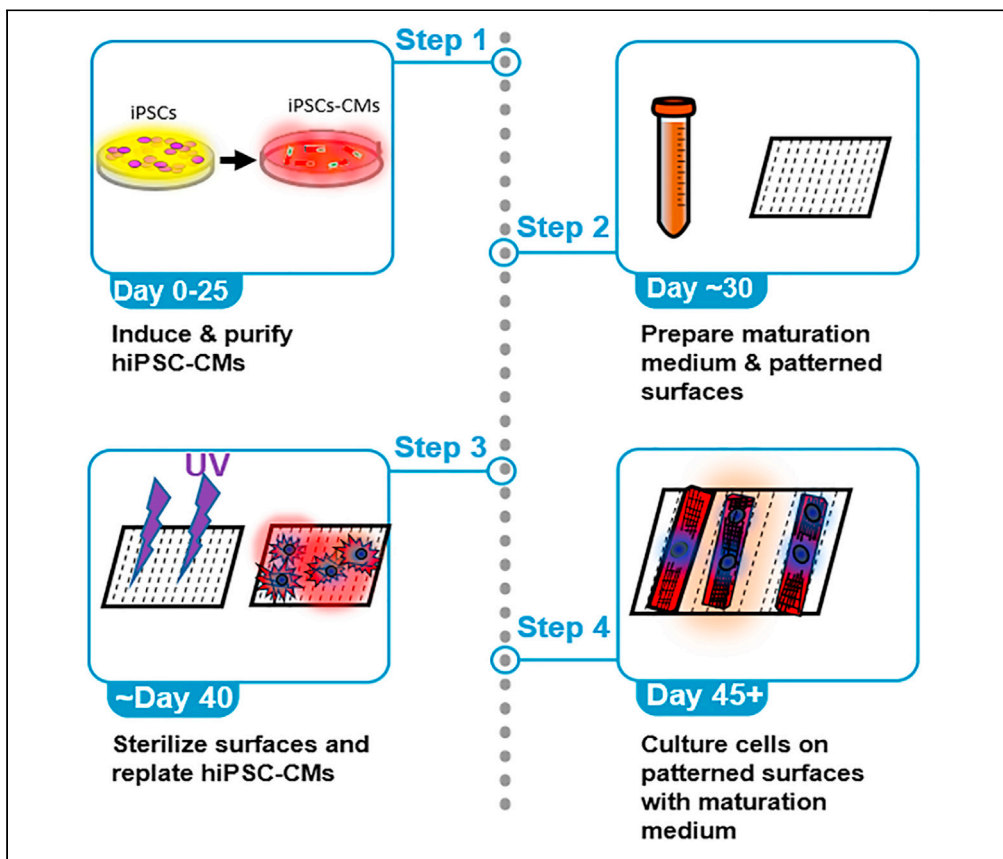 Step 1
iPSCs
iPSCs-CMs
Day 0-25
Induce & purify
hiPSC-CMs
Step 2
Day ~30
Prepare maturation
medium & patterned
surfaces
Step 3
UV
~Day 40
Sterilize surfaces and
replate hiPSC-CMs
Step 4
Day 45+
Culture cells on
patterned surfaces
with maturation
medium